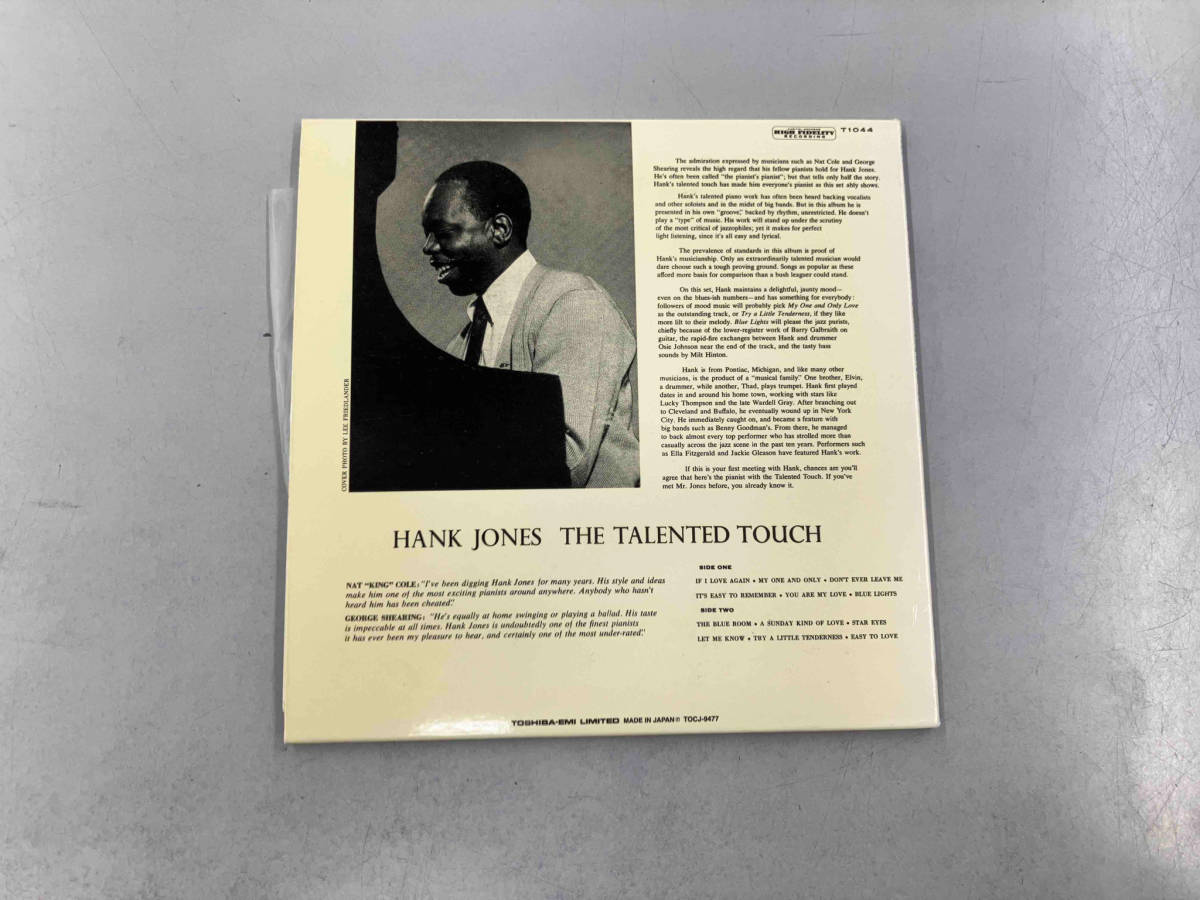 HIGH FIDELITY
RECORDING
T1044
The admiration expressed by musicians such as Nat Cole and George
Shearing reveals the high regard that his fellow pianists hold for Hank Jones.
He's often been called "the pianist's pianist"; but that tells only half the story.
Hank's talented touch has made him everyone's pianist as this set ably shows.
Hank's talented piano work has often been heard backing vocalists
and other soloists and in the midst of big bands. But in this album he is
presented in his own "groove," backed by rhythm, unrestricted. He doesn't
play a "type" of music. His work will stand up under the scrutiny
of the most critical of jazzophiles; yet it makes for perfect
light listening, since it's all easy and lyrical.
The prevalence of standards in this album is proof of
Hank's musicianship. Only an extraordinarily talented musician would
dare choose such a tough proving ground. Songs as popular as these
afford more basis for comparison than a bush leaguer could stand.
On this set, Hank maintains a delightful, jaunty mood—
even on the blues-ish numbers—and has something for everybody:
followers of mood music will probably pick My One and Only Love
as the outstanding track, or Try a Little Tenderness, if they like
more lilt to their melody. Blue Lights will please the jazz purists,
chiefly because of the lower-register work of Barry Galbraith on
guitar, the rapid-fire exchanges between Hank and drummer
Osie Johnson near the end of the track, and the tasty bass
sounds by Milt Hinton.
Hank is from Pontiac, Michigan, and like many other
musicians, is the product of a "musical family." One brother, Elvin,
a drummer, while another, Thad, plays trumpet. Hank first played
dates in and around his home town, working with stars like
Lucky Thompson and the late Wardell Gray. After branching out
to Cleveland and Buffalo, he eventually wound up in New York
City. He immediately caught on, and became a feature with
big bands such as Benny Goodman's. From there, he managed
to back almost every top performer who has strolled more than
casually across the jazz scene in the past ten years. Performers such
as Ella Fitzgerald and Jackie Gleason have featured Hank's work.
If this is your first meeting with Hank, chances are you'll
agree that here's the pianist with the Talented Touch. If you've
met Mr. Jones before, you already know it.
COVER PHOTO BY LEE FRIEDLANDER
HANK JONES THE TALENTED TOUCH
NAT "KING" COLE: "I've been digging Hank Jones for many years. His style and ideas
make him one of the most exciting pianists around anywhere. Anybody who hasn't
heard him has been cheated."
GEORGE SHEARING: "He's equally at home swinging or playing a ballad. His taste
is impeccable at all times. Hank Jones is undoubtedly one of the finest pianists
it has ever been my pleasure to hear, and certainly one of the most under-rated."
SIDE ONE
IF I LOVE AGAIN • MY ONE AND ONLY • DON'T EVER LEAVE ME
IT'S EASY TO REMEMBER • YOU ARE MY LOVE • BLUE LIGHTS
SIDE TWO
THE BLUE ROOM • A SUNDAY KIND OF LOVE • STAR EYES
LET ME KNOW • TRY A LITTLE TENDERNESS • EASY TO LOVE
TOSHIBA-EMI LIMITED MADE IN JAPAN ℗ TOCJ-9477